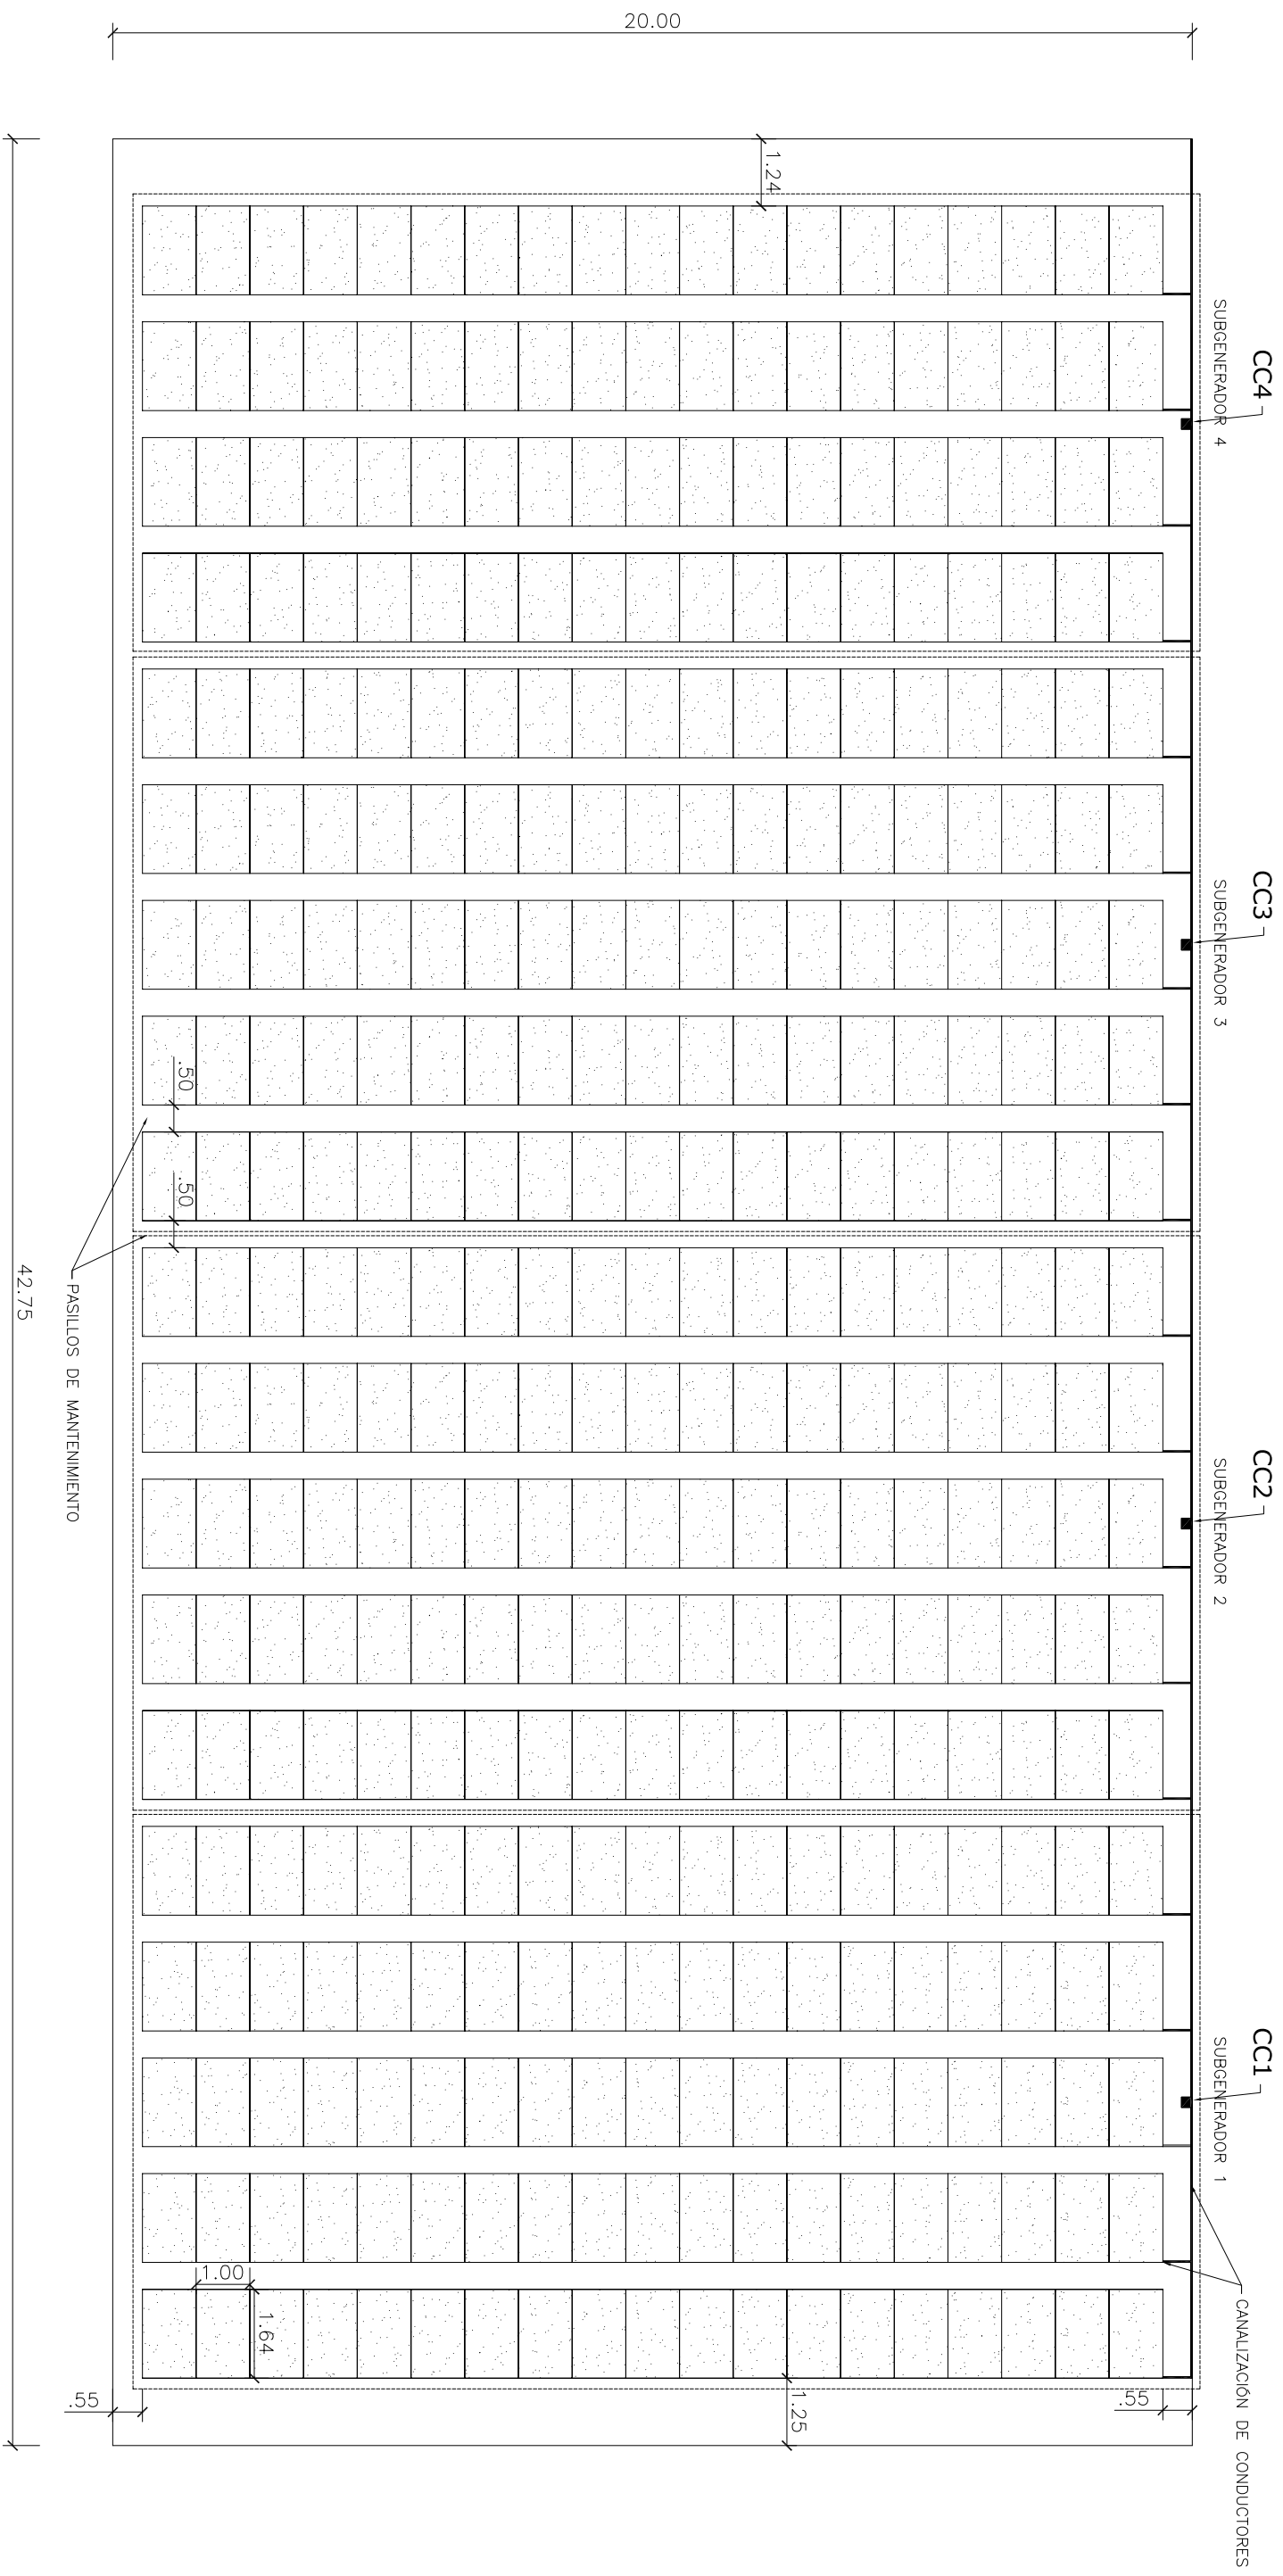 20.00
1.24
CC4
SUBGENERADOR 4
CC3
SUBGENERADOR 3
.50
.50
PASILLOS DE MANTENIMIENTO
42.75
CC2
SUBGENERADOR 2
CC1
SUBGENERADOR 1
CANALIZACIÓN DE CONDUCTORES
1.00
1.64
.55
1.25
.55